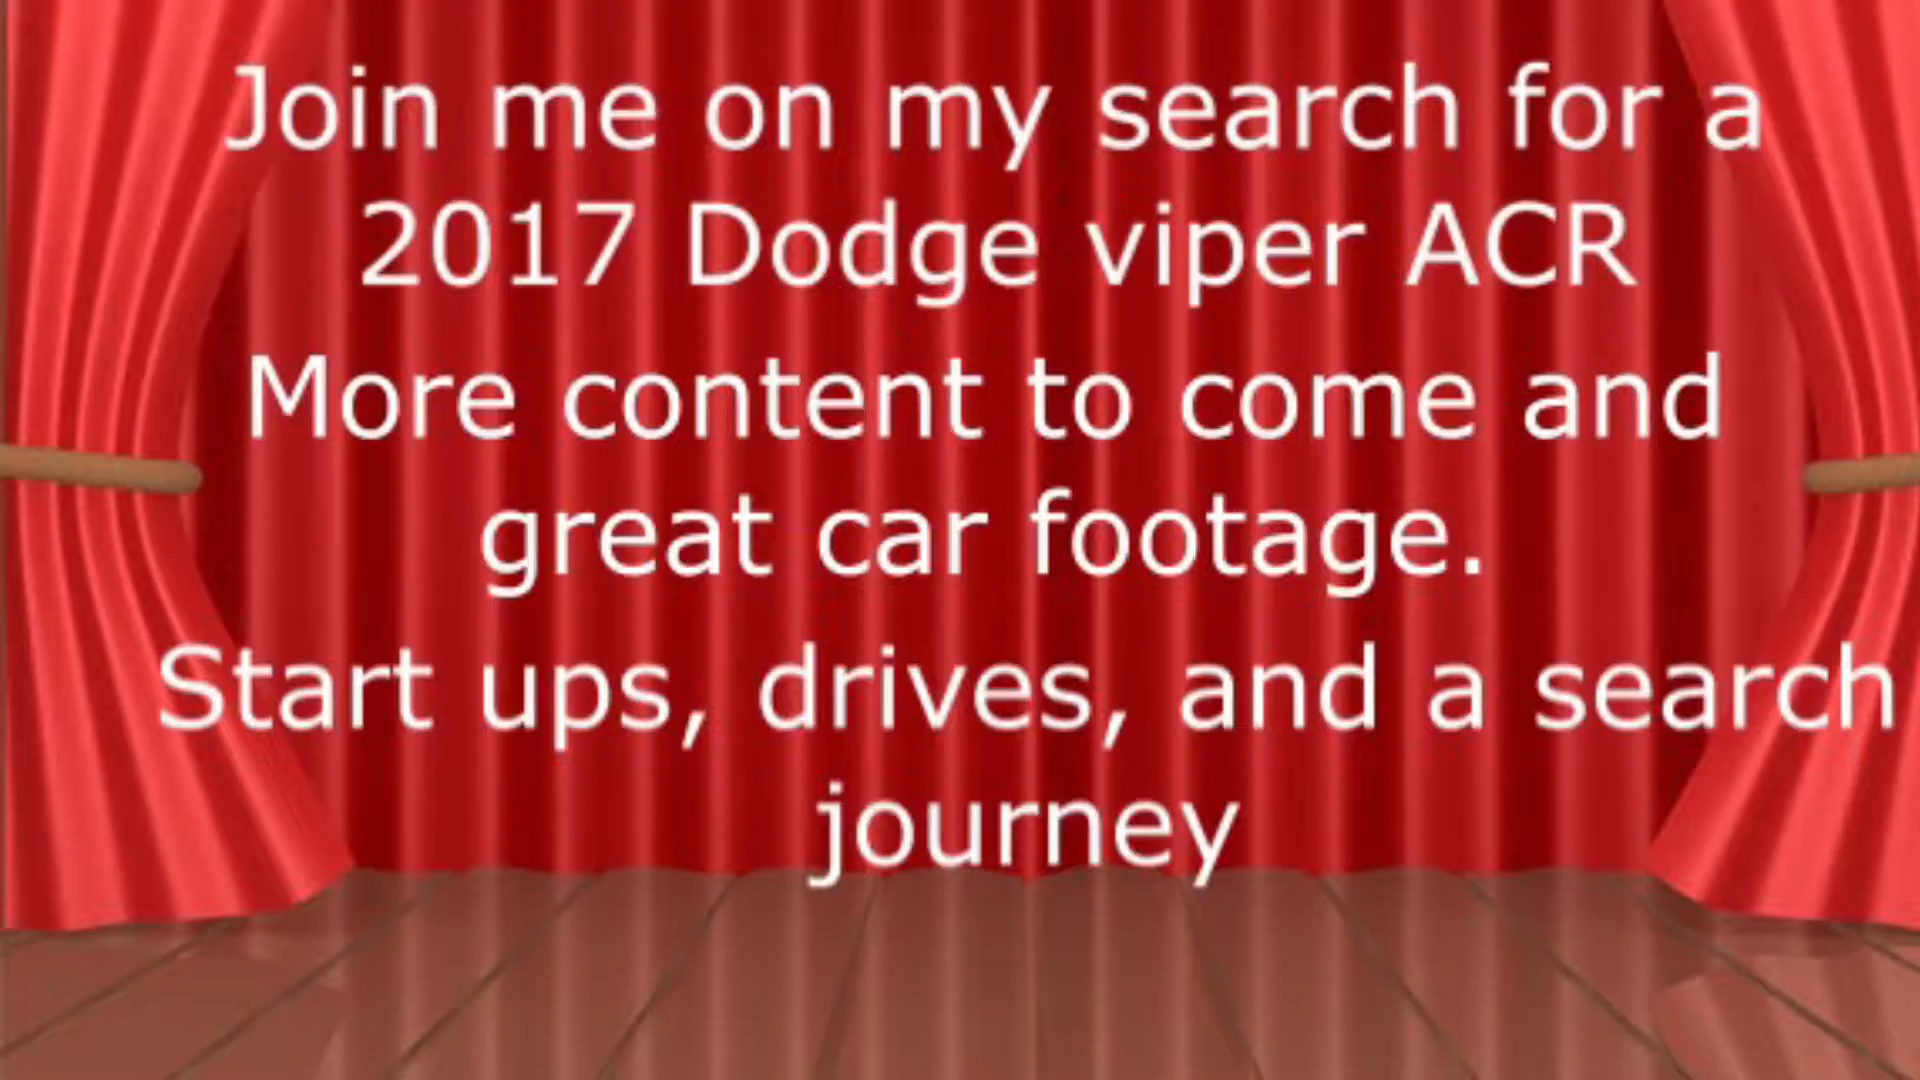 Join me on my search for a
2017 Dodge viper ACR
More content to come and
great car footage.
Start ups, drives, and a search
journey